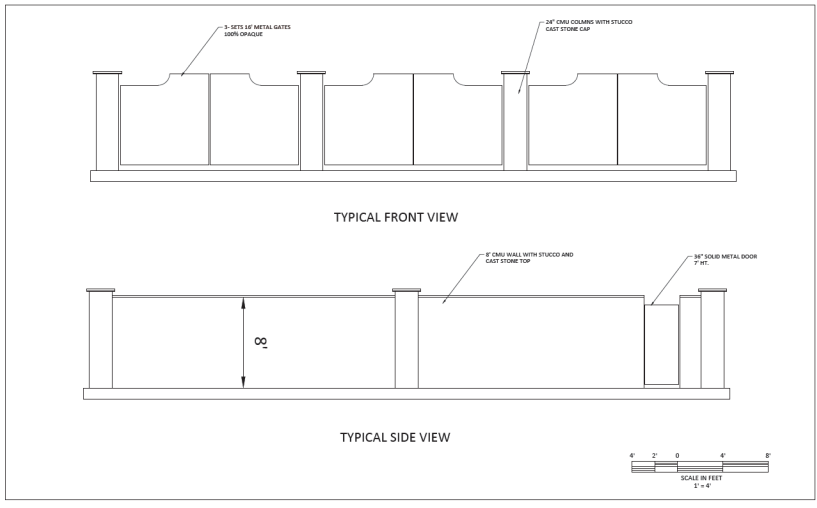 3- SETS 16' METAL GATES
100% OPAQUE
24" CMU COLMNS WITH STUCCO
CAST STONE CAP
TYPICAL FRONT VIEW
8' CMU WALL WITH STUCCO AND
CAST STONE TOP
36" SOLID METAL DOOR
7' HT.
8'
TYPICAL SIDE VIEW
4' 2' 0 4' 8'
SCALE IN FEET
1' = 4'